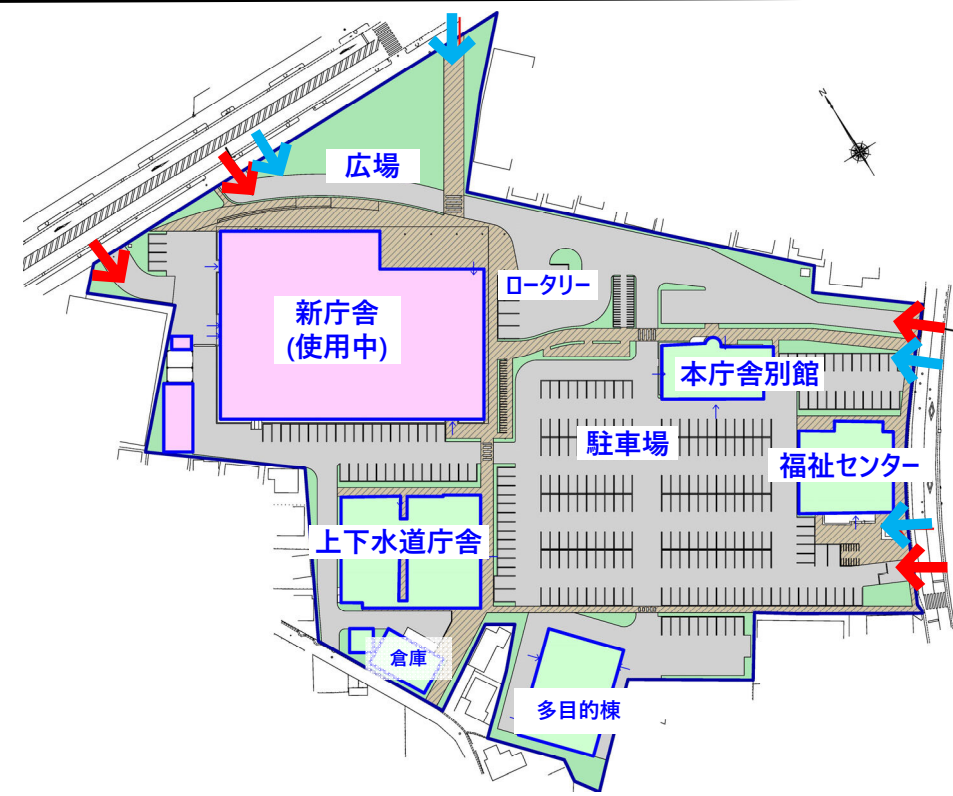 N
広場
ロータリー
新庁舎
(使用中)
本庁舎別館
駐車場
福祉センター
上下水道庁舎
倉庫
多目的棟